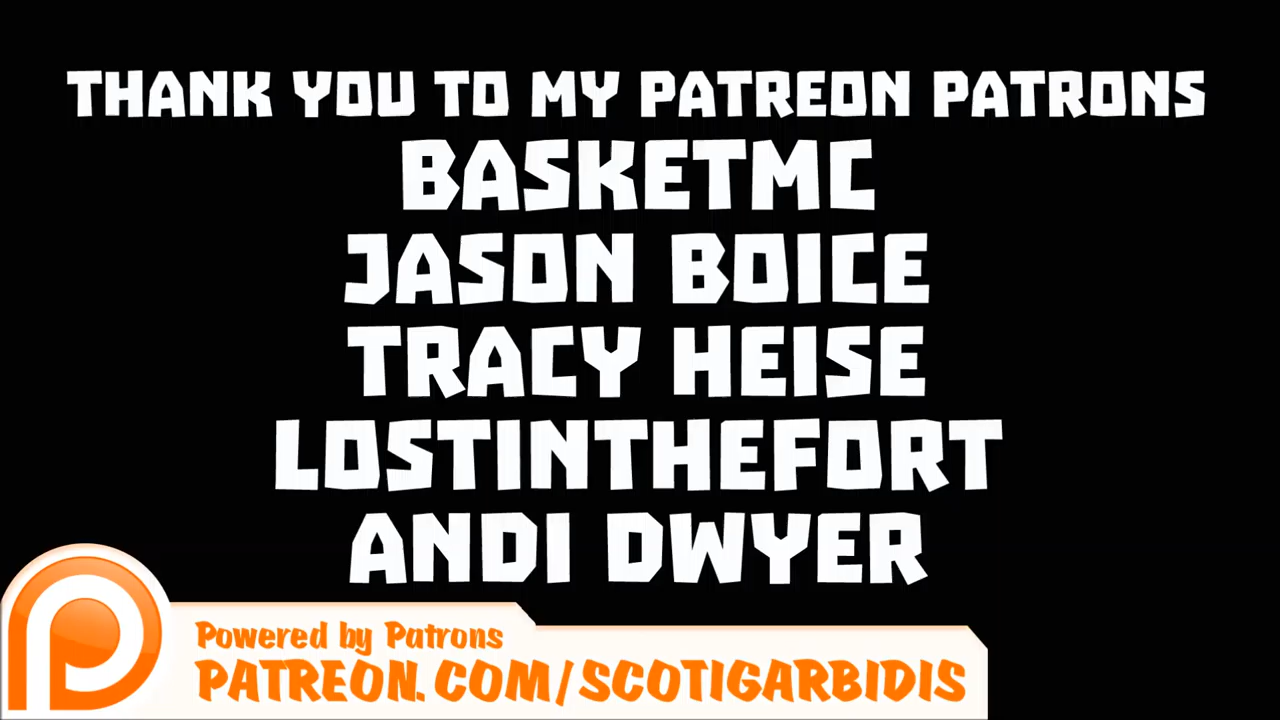 THANK YOU TO MY PATREON PATRONS
BASKETMC
JASON BOICE
TRACY HEISE
LOSTINTHEFORT
ANDI DWYER
Powered by Patrons
PATREON.COM/SCOTIGARBIDIS